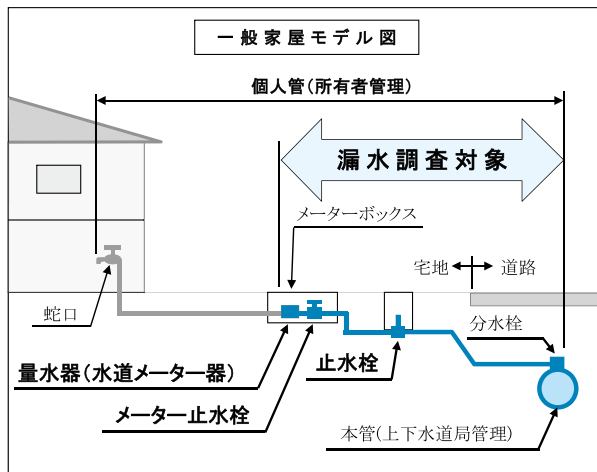 一般家屋モデル図
個人管(所有者管理)
漏水調査対象
メーターボックス
宅地
道路
蛇口
分水栓
量水器(水道メーター器)
止水栓
メーター止水栓
本管(上下水道局管理)